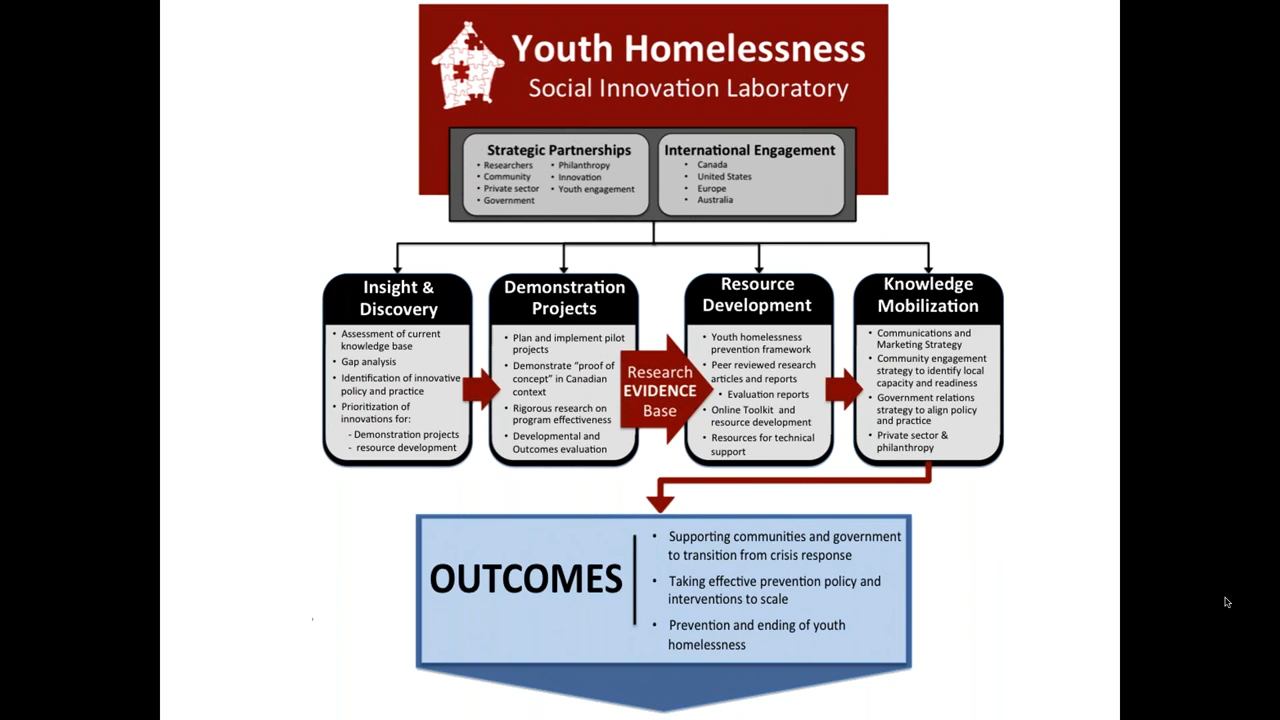 Youth Homelessness
Social Innovation Laboratory
Strategic Partnerships
• Researchers
• Community
• Private sector
• Government
• Philanthropy
• Innovation
• Youth engagement
International Engagement
• Canada
• United States
• Europe
• Australia
Insight &
Discovery
• Assessment of current
knowledge base
• Gap analysis
• Identification of innovative
policy and practice
• Prioritization of
innovations for:
- Demonstration projects
- resource development
Demonstration
Projects
• Plan and implement pilot
projects
• Demonstrate “proof of
concept” in Canadian
context
• Rigorous research on
program effectiveness
• Developmental and
Outcomes evaluation
Research
EVIDENCE
Base
Resource
Development
• Youth homelessness
prevention framework
• Peer reviewed research
articles and reports
• Evaluation reports
• Online Toolkit and
resource development
• Resources for technical
support
Knowledge
Mobilization
• Communications and
Marketing Strategy
• Community engagement
strategy to identify local
capacity and readiness
• Government relations
strategy to align policy
and practice
• Private sector &
philanthropy
OUTCOMES
• Supporting communities and government
to transition from crisis response
• Taking effective prevention policy and
interventions to scale
• Prevention and ending of youth
homelessness